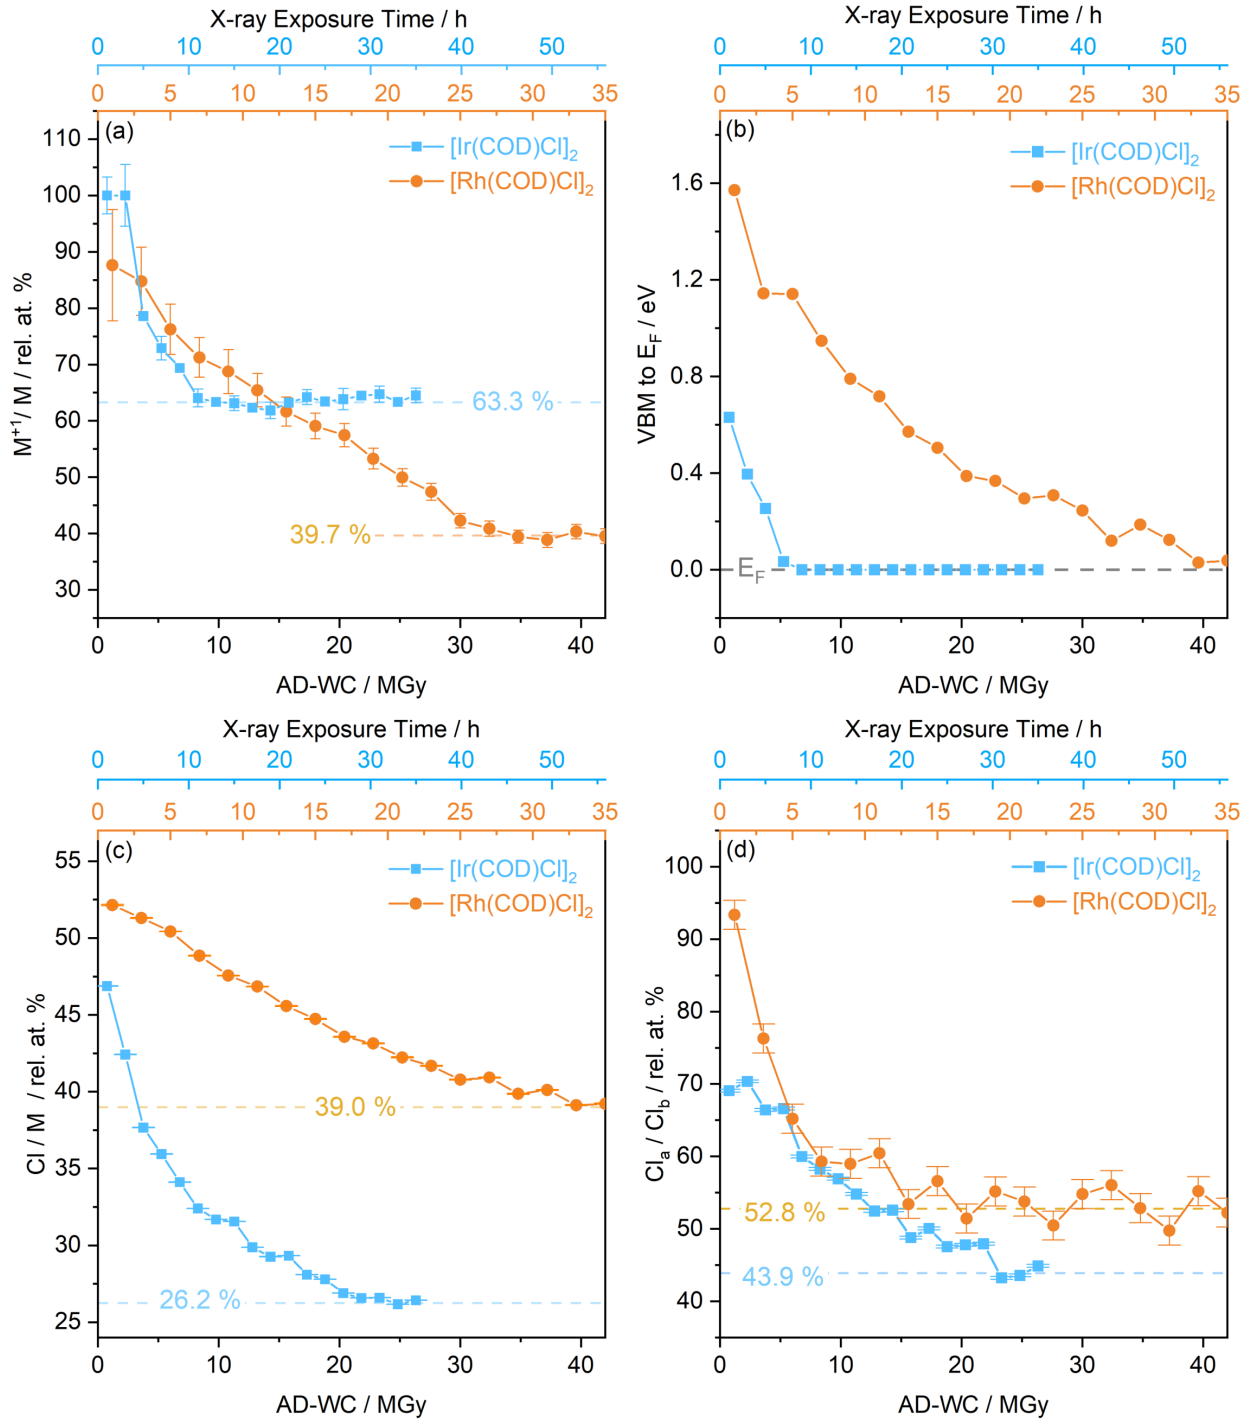 X-ray Exposure Time / h
0 10 20 30 40 50
0 5 10 15 20 25 30 35
(a)
[Ir(COD)Cl]2
[Rh(COD)Cl]2
M+1/ M / rel. at. %
110
100
90
80
70
60
50
40
30
63.3 %
39.7 %
0 10 20 30 40
AD-WC / MGy
X-ray Exposure Time / h
0 10 20 30 40 50
0 5 10 15 20 25 30 35
(b)
[Ir(COD)Cl]2
[Rh(COD)Cl]2
VBM to EF / eV
1.6
1.2
0.8
0.4
0.0
EF
0 10 20 30 40
AD-WC / MGy
X-ray Exposure Time / h
0 10 20 30 40 50
0 5 10 15 20 25 30 35
(c)
[Ir(COD)Cl]2
[Rh(COD)Cl]2
Cl / M / rel. at. %
55
50
45
40
35
30
25
39.0 %
26.2 %
0 10 20 30 40
AD-WC / MGy
X-ray Exposure Time / h
0 10 20 30 40 50
0 5 10 15 20 25 30 35
(d)
[Ir(COD)Cl]2
[Rh(COD)Cl]2
Cla / Clb / rel. at. %
100
90
80
70
60
50
40
52.8 %
43.9 %
0 10 20 30 40
AD-WC / MGy